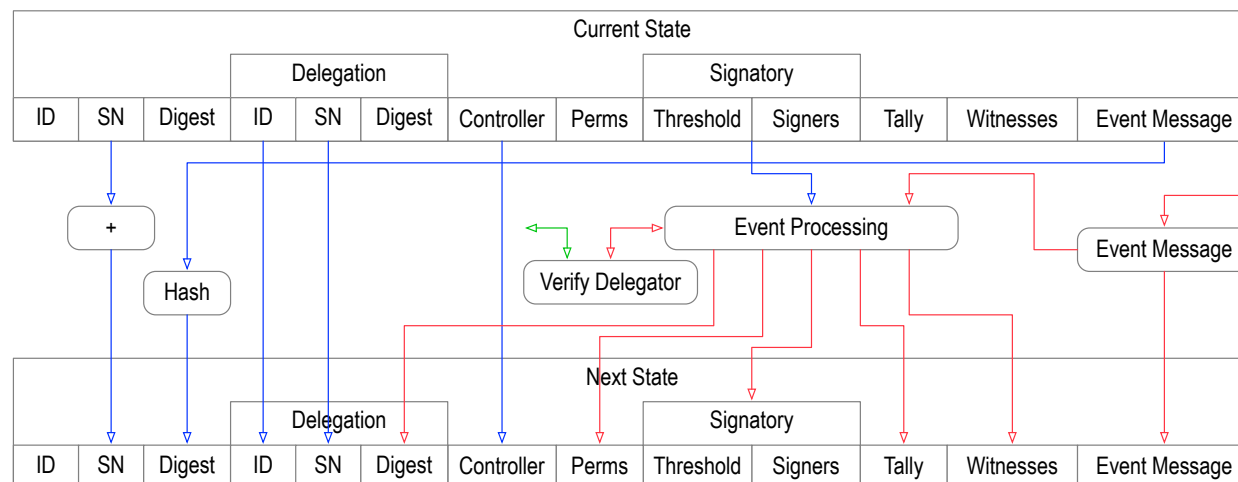 Current State
Delegation Signatory
ID SN Digest ID SN Digest Controller Perms Threshold Signers Tally Witnesses Event Message
+ Event Processing
Event Message
Verify Delegator
Hash
Next State
Delegation Signatory
ID SN Digest ID SN Digest Controller Perms Threshold Signers Tally Witnesses Event Message